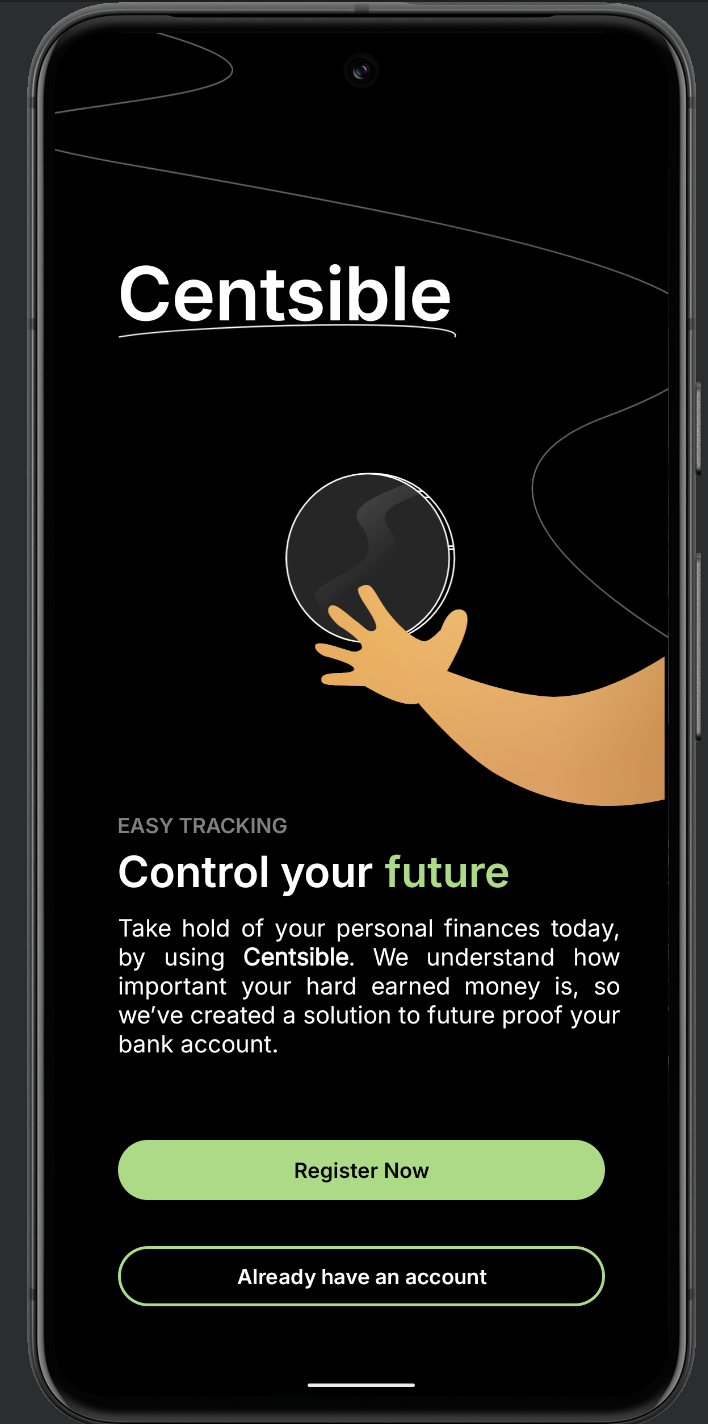 Centsible
EASY TRACKING
Control your future
Take hold of your personal finances today,
by using Centsible. We understand how
important your hard earned money is, so
we’ve created a solution to future proof your
bank account.
Register Now
Already have an account